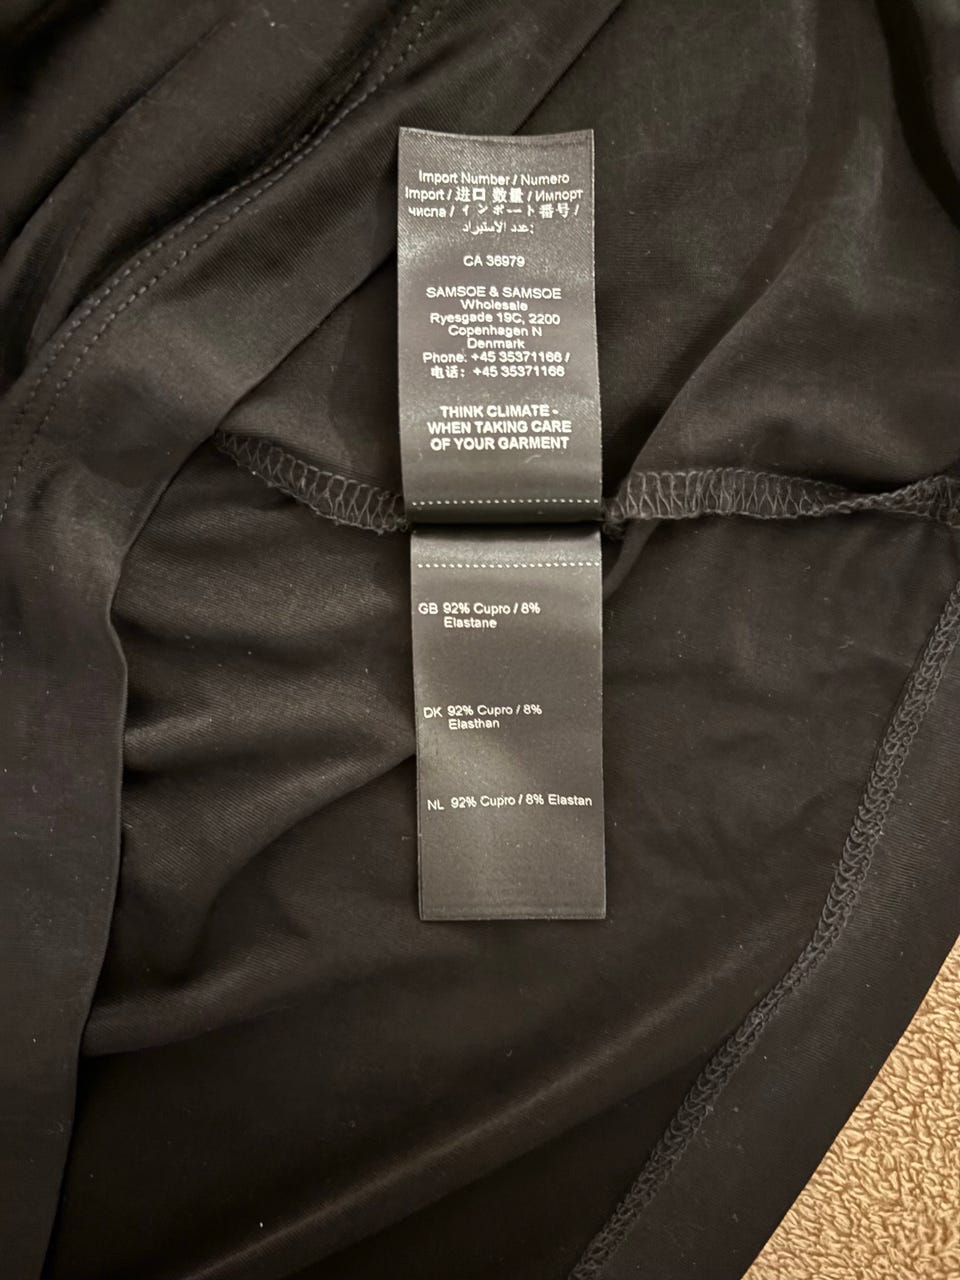 Import Number / Numero
Import / 进口 数量 / Импорт
числа / インポート番号 /
عدد الاستيراد:
CA 36979
SAMSOE & SAMSOE
Wholesale
Ryesgade 19C, 2200
Copenhagen N
Denmark
Phone: +45 35371166 /
电话: +45 35371166
THINK CLIMATE -
WHEN TAKING CARE
OF YOUR GARMENT
GB 92% Cupro / 8%
Elastane
DK 92% Cupro / 8%
Elasthan
NL 92% Cupro / 8% Elastan